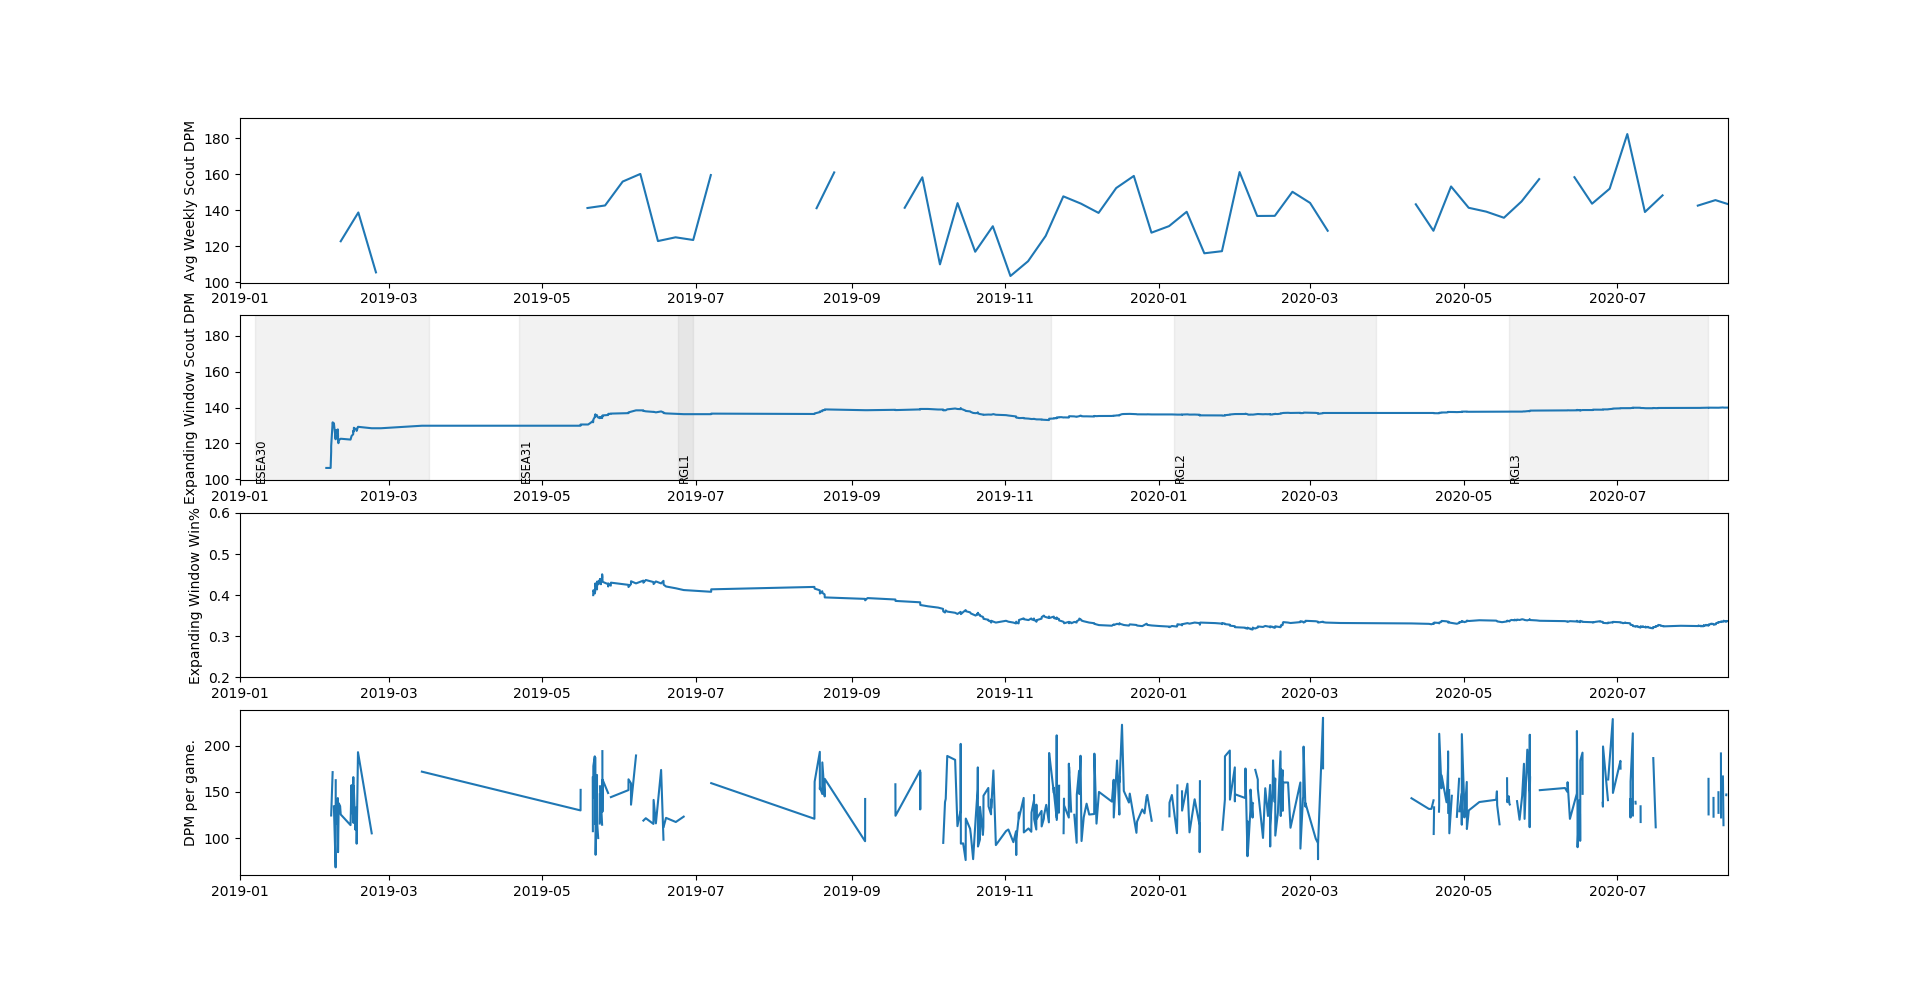 Avg Weekly Scout DPM
180
160
140
120
100
2019-01 2019-03 2019-05 2019-07 2019-09 2019-11 2020-01 2020-03 2020-05 2020-07
Expanding Window Scout DPM
180
160
140
120
100
ESEA30 ESEA31 RGL1 RGL2 RGL3
2019-01 2019-03 2019-05 2019-07 2019-09 2019-11 2020-01 2020-03 2020-05 2020-07
Expanding Window Win%
0.6
0.5
0.4
0.3
0.2
2019-01 2019-03 2019-05 2019-07 2019-09 2019-11 2020-01 2020-03 2020-05 2020-07
DPM per game.
200
150
100
2019-01 2019-03 2019-05 2019-07 2019-09 2019-11 2020-01 2020-03 2020-05 2020-07